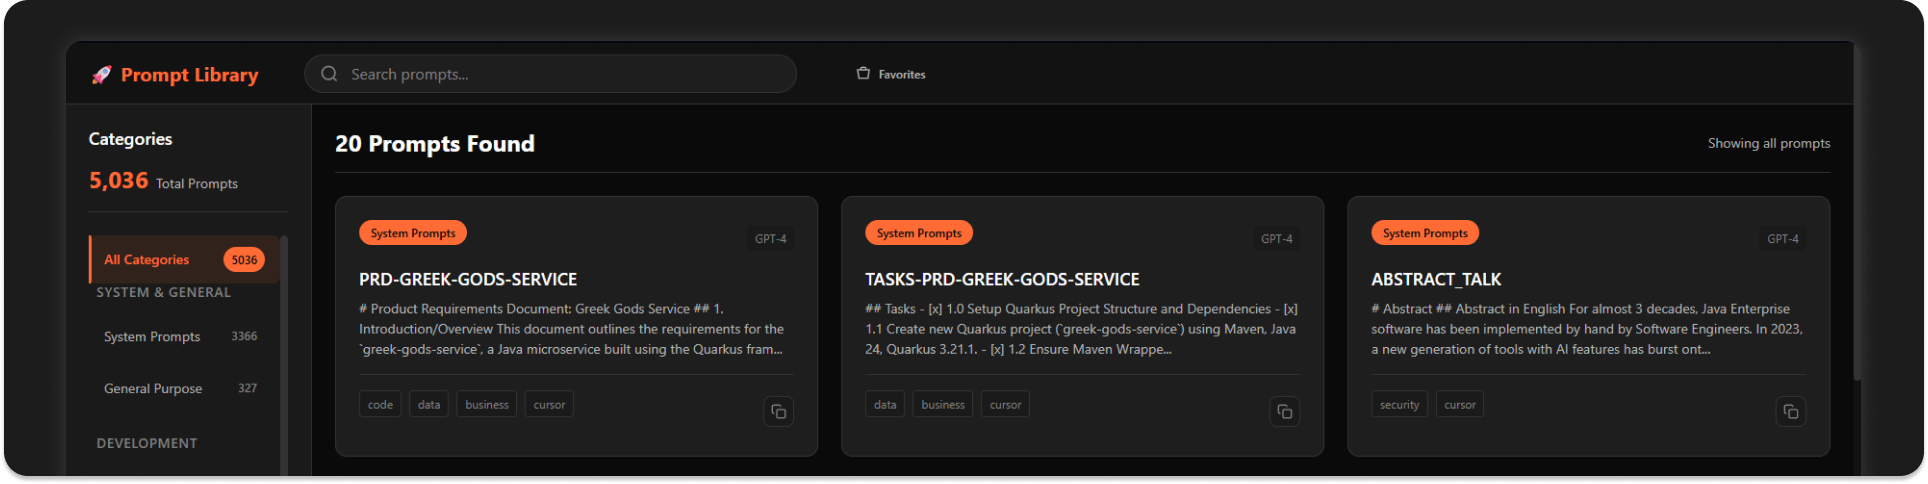 🚀 Prompt Library
Search prompts...
Favorites
Categories
5,036 Total Prompts
All Categories 5036
SYSTEM & GENERAL
System Prompts 3366
General Purpose 327
DEVELOPMENT
20 Prompts Found
Showing all prompts
System Prompts
GPT-4
PRD-GREEK-GODS-SERVICE
# Product Requirements Document: Greek Gods Service ## 1.
Introduction/Overview This document outlines the requirements for the
`greek-gods-service`, a Java microservice built using the Quarkus fram...
code data business cursor
System Prompts
GPT-4
TASKS-PRD-GREEK-GODS-SERVICE
## Tasks - [x] 1.0 Setup Quarkus Project Structure and Dependencies - [x]
1.1 Create new Quarkus project (`greek-gods-service`) using Maven, Java
24, Quarkus 3.21.1. - [x] 1.2 Ensure Maven Wrappe...
data business cursor
System Prompts
GPT-4
ABSTRACT_TALK
# Abstract ## Abstract in English For almost 3 decades, Java Enterprise
software has been implemented by hand by Software Engineers. In 2023,
a new generation of tools with AI features has burst ont...
security cursor